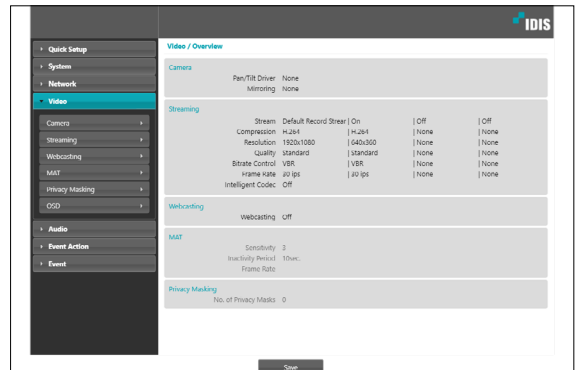 IDIS
Quick Setup
System
Network
Video
Camera
Streaming
Webcasting
MAT
Privacy Masking
OSD
Audio
Event Action
Event
Video / Overview
Camera
Pan/Tilt Driver None
Mirroring None
Streaming
Stream Default Record Strear | On | Off | Off
Compression H.264 | H.264 | None | None
Resolution 1920x1080 | 640x360 | None | None
Quality Standard | Standard | None | None
Bitrate Control VBR | VBR | None | None
Frame Rate 30 ips | 30 ips | None | None
Intelligent Codec Off
Webcasting
Webcasting Off
MAT
Sensitivity 3
Inactivity Period 10sec.
Frame Rate
Privacy Masking
No. of Privacy Masks 0
Save